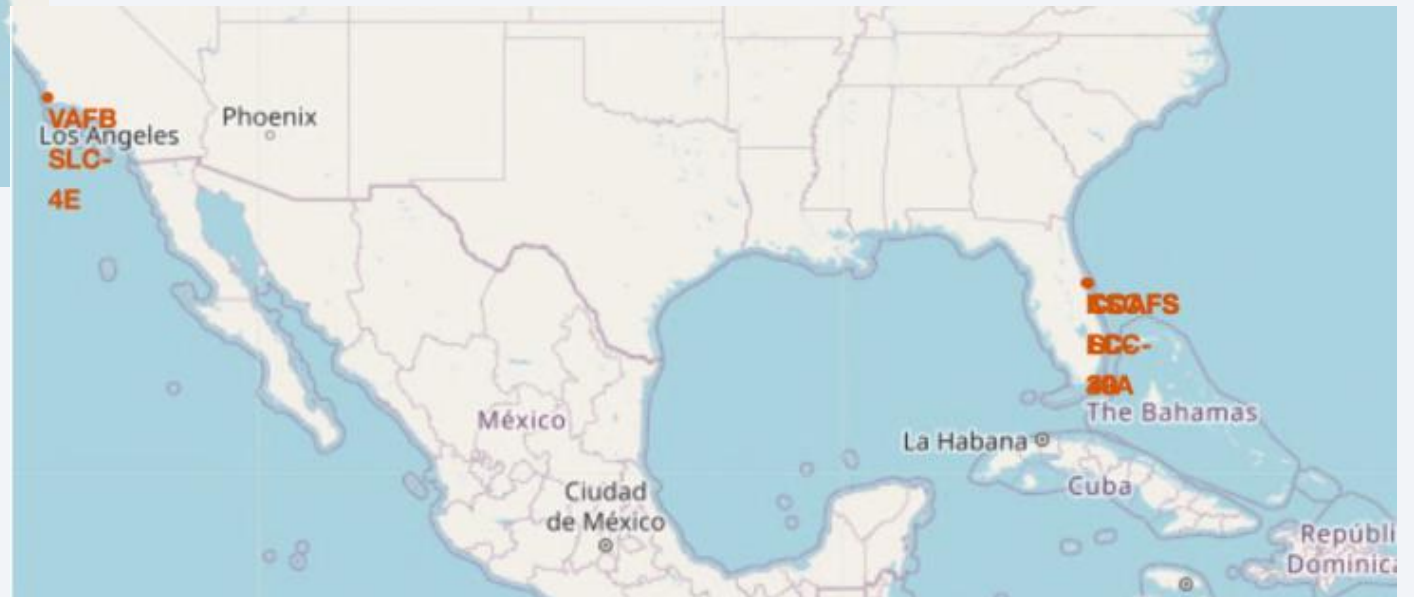 Phoenix
VAFB
Los Angeles
SLC-
4E
The Bahamas
México
La Habana
Cuba
Ciudad
de México
Repúbli
Dominica